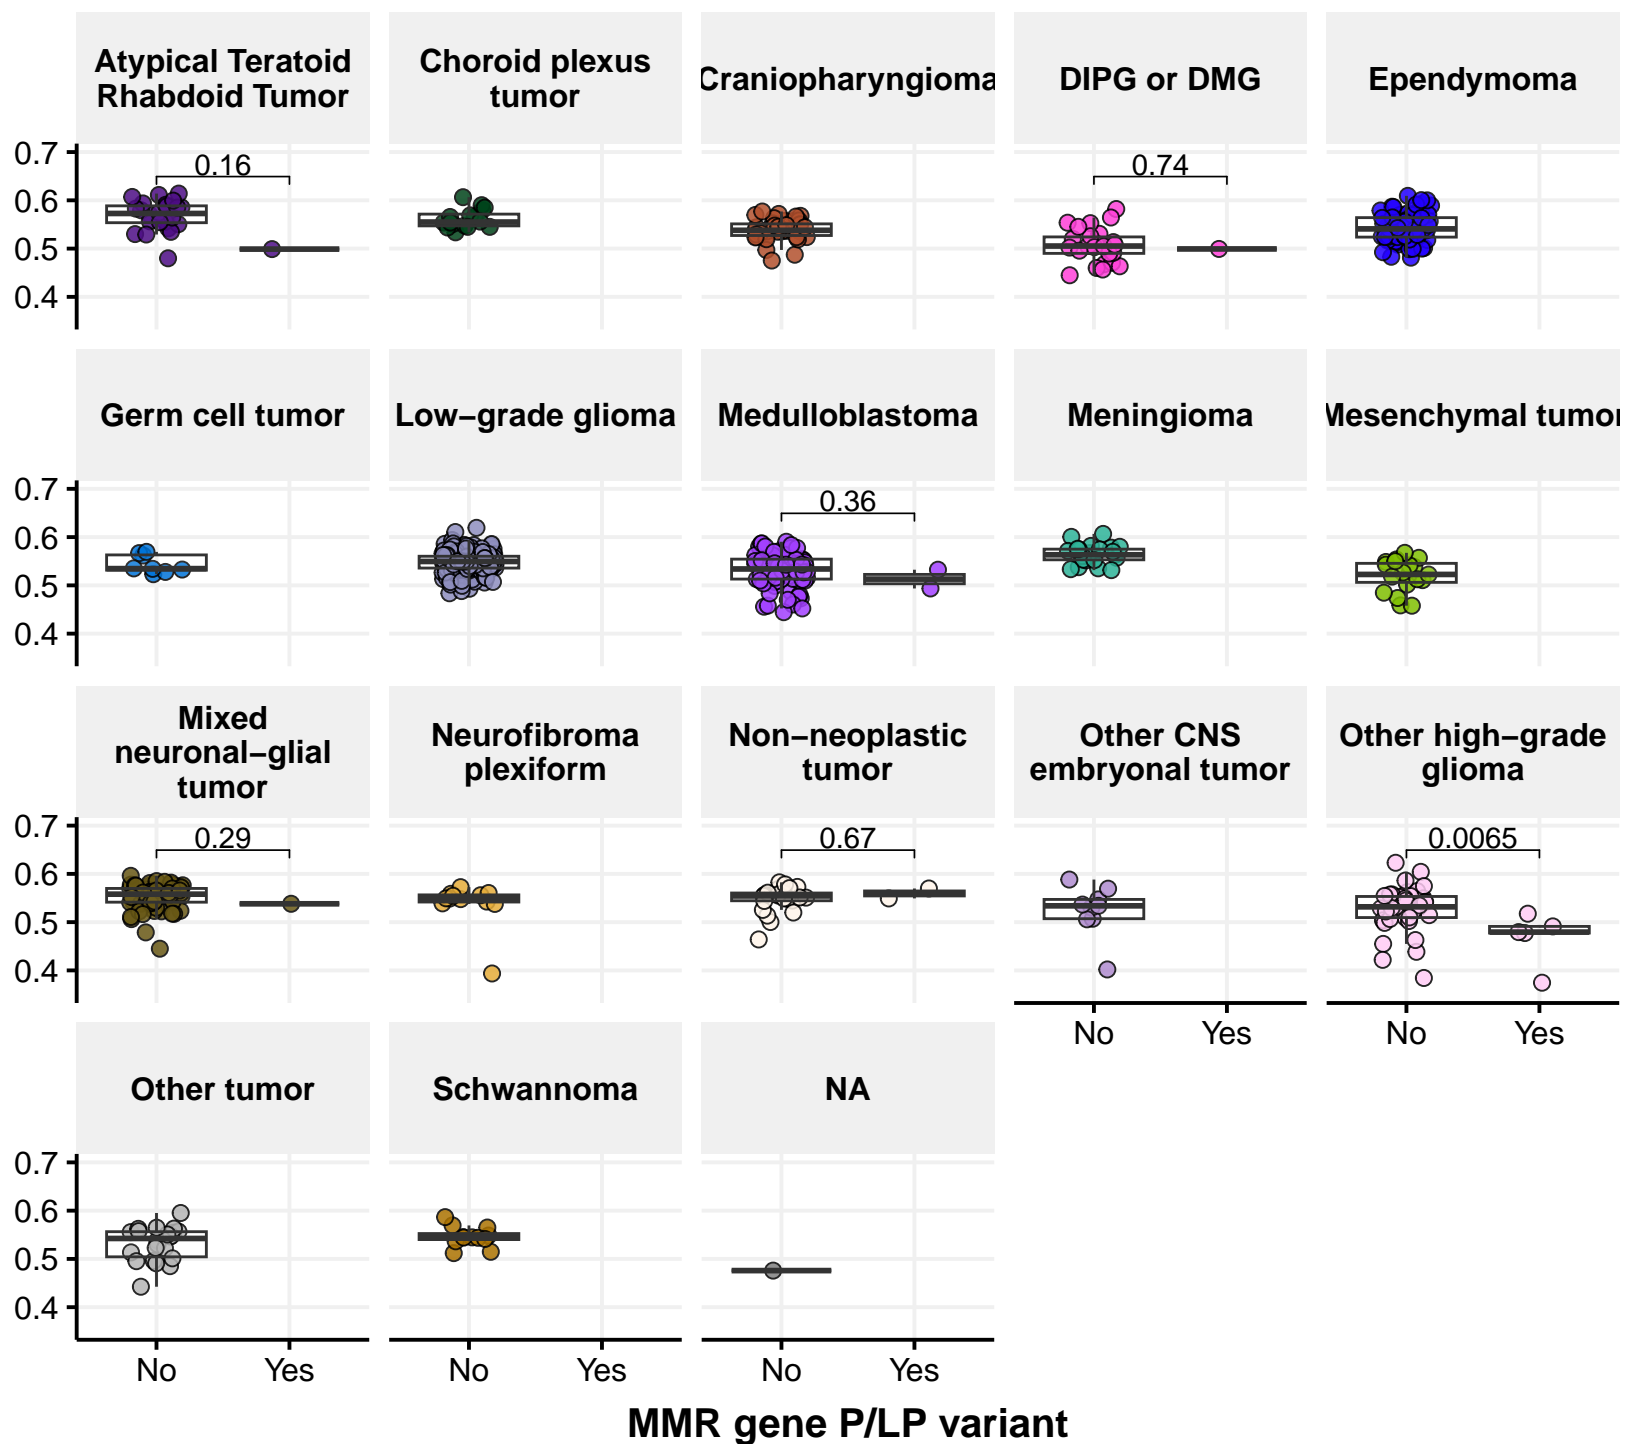 Atypical Teratoid
Rhabdoid Tumor
Choroid plexus
tumor
Craniopharyngioma
DIPG or DMG
Ependymoma
0.7
0.6
0.5
0.4
0.16
0.74
Germ cell tumor
Low−grade glioma
Medulloblastoma
Meningioma
Mesenchymal tumor
0.7
0.6
0.5
0.4
0.36
Mixed
neuronal−glial
tumor
Neurofibroma
plexiform
Non−neoplastic
tumor
Other CNS
embryonal tumor
Other high−grade
glioma
0.7
0.6
0.5
0.4
0.29
0.67
0.0065
No Yes
No Yes
Other tumor
Schwannoma
NA
0.7
0.6
0.5
0.4
No Yes
No Yes
No Yes
MMR gene P/LP variant